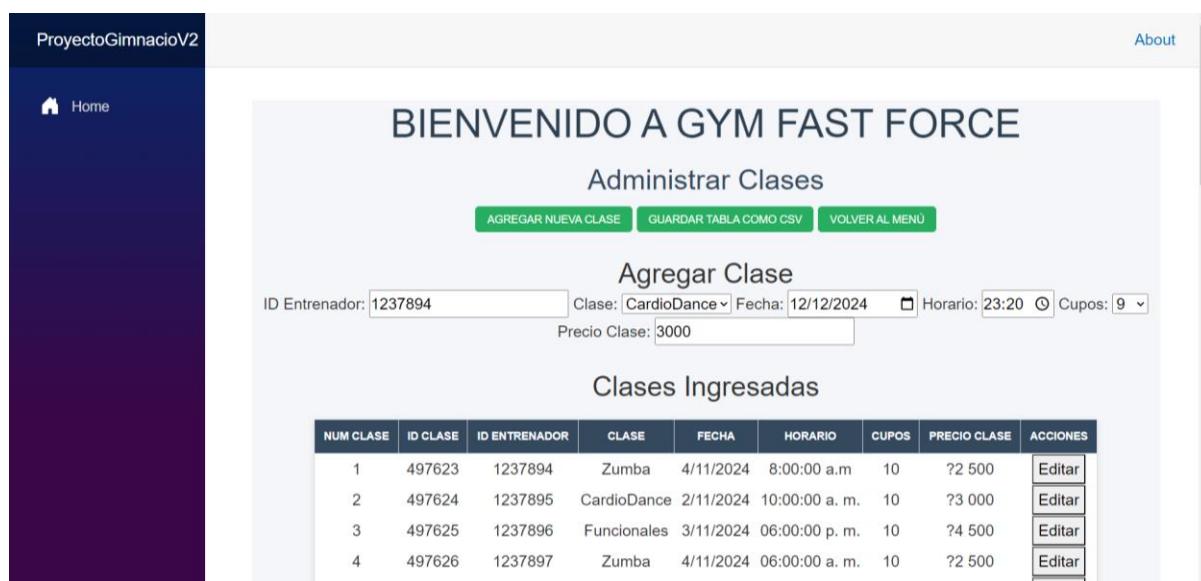 ProyectoGimnacioV2
About
Home
BIENVENIDO A GYM FAST FORCE
Administrar Clases
AGREGAR NUEVA CLASE GUARDAR TABLA COMO CSV VOLVER AL MENÚ
Agregar Clase
ID Entrenador: 1237894 Clase: CardioDance Fecha: 12/12/2024 Horario: 23:20 Cupos: 9
Precio Clase: 3000
Clases Ingresadas
NUM CLASE ID CLASE ID ENTRENADOR CLASE FECHA HORARIO CUPOS PRECIO CLASE ACCIONES
1 497623 1237894 Zumba 4/11/2024 8:00:00 a.m 10 ?2 500 Editar
2 497624 1237895 CardioDance 2/11/2024 10:00:00 a. m. 10 ?3 000 Editar
3 497625 1237896 Funcionales 3/11/2024 06:00:00 p. m. 10 ?4 500 Editar
4 497626 1237897 Zumba 4/11/2024 06:00:00 a. m. 10 ?2 500 Editar